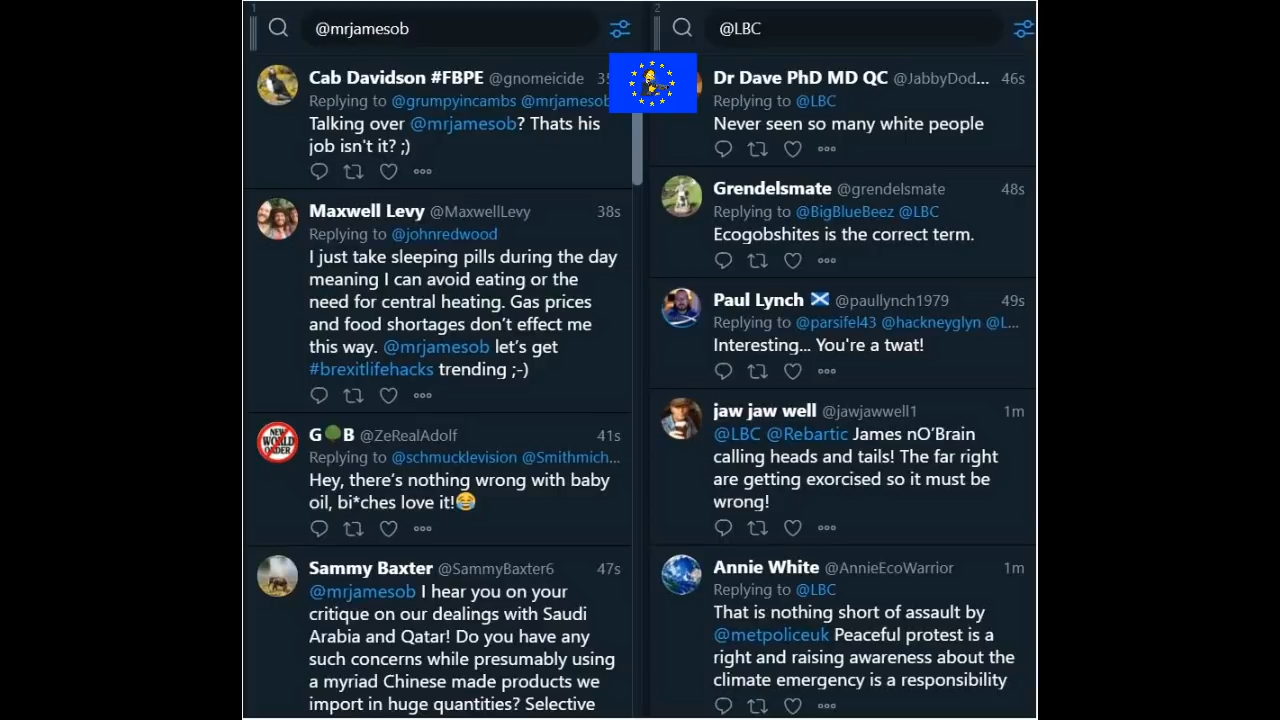 1
@mrjamesob
Cab Davidson #FBPE @gnomeicide
Replying to @grumpyincambs @mrjamesob
Talking over @mrjamesob? Thats his
job isn't it? ;)
Maxwell Levy @MaxwellLevy 38s
Replying to @johnredwood
I just take sleeping pills during the day
meaning I can avoid eating or the
need for central heating. Gas prices
and food shortages don't effect me
this way. @mrjamesob let's get
#brexitlifehacks trending ;-)
G🌳B @ZeRealAdolf 41s
NEW WORLD ORDER
Replying to @schmucklevision @Smithmich...
Hey, there's nothing wrong with baby
oil, bi*ches love it!😂
Sammy Baxter @SammyBaxter6 47s
@mrjamesob I hear you on your
critique on our dealings with Saudi
Arabia and Qatar! Do you have any
such concerns while presumably using
a myriad Chinese made products we
import in huge quantities? Selective
2
@LBC
Dr Dave PhD MD QC @JabbyDod... 46s
Replying to @LBC
Never seen so many white people
Grendelsmate @grendelsmate 48s
Replying to @BigBlueBeez @LBC
Ecogobshites is the correct term.
Paul Lynch 🏴󠁧󠁢󠁳󠁣󠁴󠁿 @paullynch1979 49s
Replying to @parsifel43 @hackneyglyn @L...
Interesting... You're a twat!
jaw jaw well @jawjawwell1 1m
@LBC @Rebartic James nO'Brain
calling heads and tails! The far right
are getting exorcised so it must be
wrong!
Annie White @AnnieEcoWarrior 1m
Replying to @LBC
That is nothing short of assault by
@metpoliceuk Peaceful protest is a
right and raising awareness about the
climate emergency is a responsibility